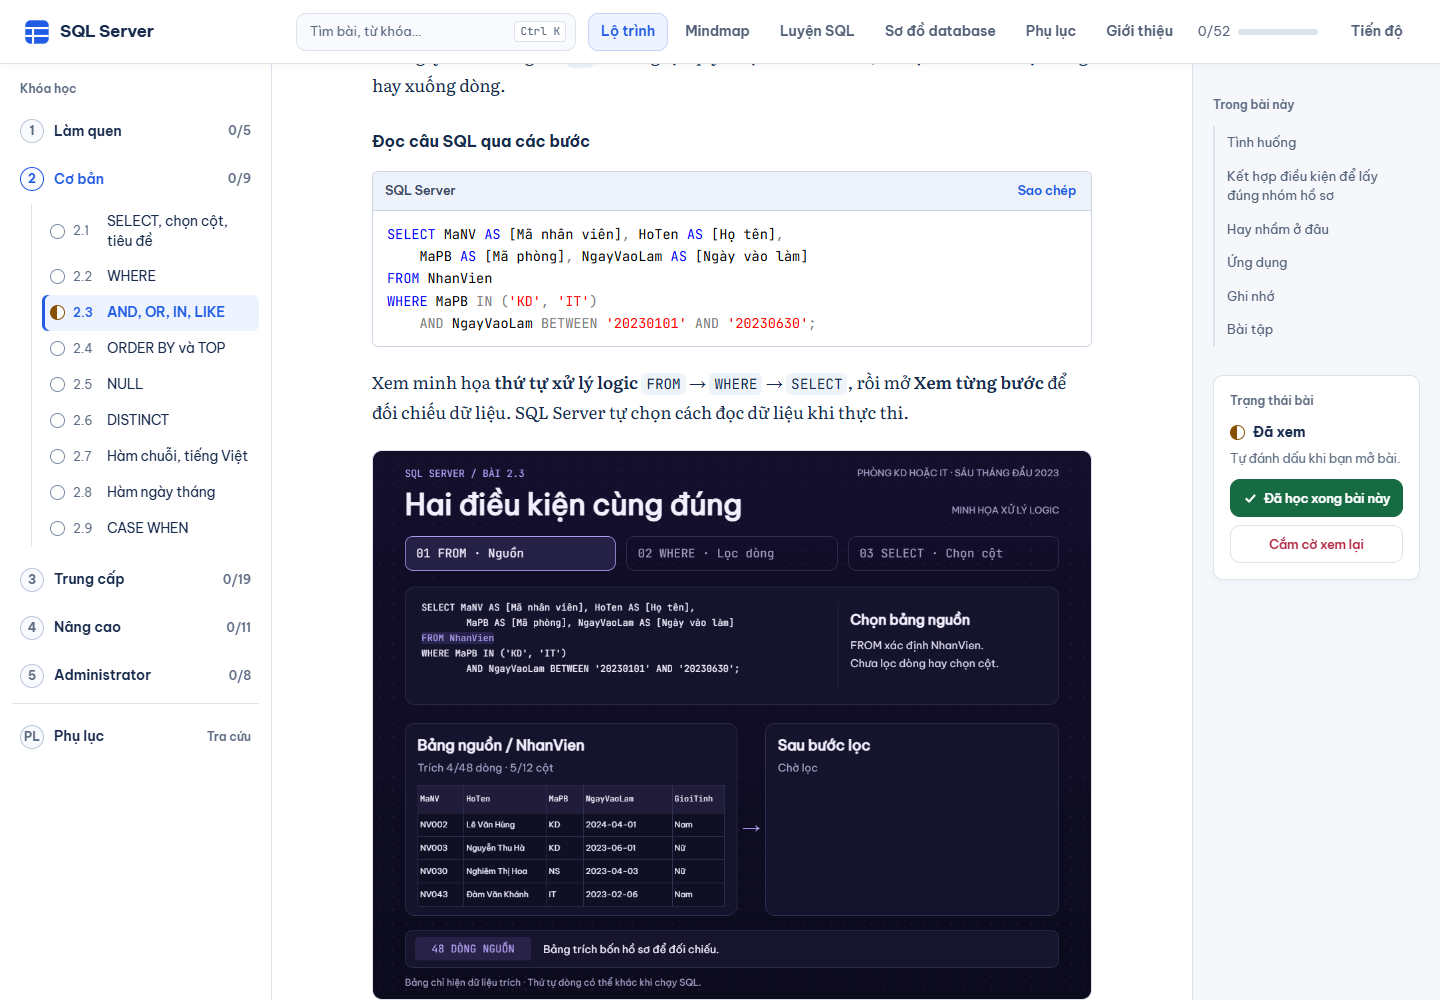 SQL Server
Tìm bài, từ khóa...
Ctrl K
Lộ trình
Mindmap
Luyện SQL
Sơ đồ database
Phụ lục
Giới thiệu
0/52
Tiến độ
Khóa học
1 Làm quen 0/5
2 Cơ bản 0/9
2.1 SELECT, chọn cột, tiêu đề
2.2 WHERE
2.3 AND, OR, IN, LIKE
2.4 ORDER BY và TOP
2.5 NULL
2.6 DISTINCT
2.7 Hàm chuỗi, tiếng Việt
2.8 Hàm ngày tháng
2.9 CASE WHEN
3 Trung cấp 0/19
4 Nâng cao 0/11
5 Administrator 0/8
PL Phụ lục Tra cứu
hay xuống dòng.
Đọc câu SQL qua các bước
SQL Server Sao chép
SELECT MaNV AS [Mã nhân viên], HoTen AS [Họ tên],
MaPB AS [Mã phòng], NgayVaoLam AS [Ngày vào làm]
FROM NhanVien
WHERE MaPB IN ('KD', 'IT')
AND NgayVaoLam BETWEEN '20230101' AND '20230630';
Xem minh họa thứ tự xử lý logic FROM → WHERE → SELECT, rồi mở Xem từng bước để
đối chiếu dữ liệu. SQL Server tự chọn cách đọc dữ liệu khi thực thi.
SQL SERVER / BÀI 2.3
PHÒNG KD HOẶC IT · SÁU THÁNG ĐẦU 2023
Hai điều kiện cùng đúng
MINH HỌA XỬ LÝ LOGIC
01 FROM · Nguồn
02 WHERE · Lọc dòng
03 SELECT · Chọn cột
SELECT MaNV AS [Mã nhân viên], HoTen AS [Họ tên],
MaPB AS [Mã phòng], NgayVaoLam AS [Ngày vào làm]
FROM NhanVien
WHERE MaPB IN ('KD', 'IT')
AND NgayVaoLam BETWEEN '20230101' AND '20230630';
Chọn bảng nguồn
FROM xác định NhanVien.
Chưa lọc dòng hay chọn cột.
Bảng nguồn / NhanVien
Trích 4/48 dòng · 5/12 cột
MaNV HoTen MaPB NgayVaoLam GioiTinh
NV002 Lê Văn Hùng KD 2024-04-01 Nam
NV003 Nguyễn Thu Hà KD 2023-06-01 Nữ
NV030 Nghiêm Thị Hoa NS 2023-04-03 Nữ
NV043 Đàm Văn Khánh IT 2023-02-06 Nam
→
Sau bước lọc
Chờ lọc
48 DÒNG NGUỒN Bảng trích bốn hồ sơ để đối chiếu.
Bảng chỉ hiện dữ liệu trích · Thứ tự dòng có thể khác khi chạy SQL.
Trong bài này
Tình huống
Kết hợp điều kiện để lấy
đúng nhóm hồ sơ
Hay nhầm ở đâu
Ứng dụng
Ghi nhớ
Bài tập
Trạng thái bài
Đã xem
Tự đánh dấu khi bạn mở bài.
✓ Đã học xong bài này
Cắm cờ xem lại